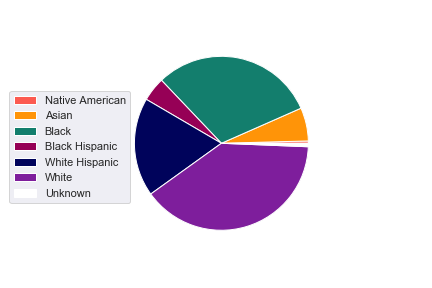 Native American
Asian
Black
Black Hispanic
White Hispanic
White
Unknown